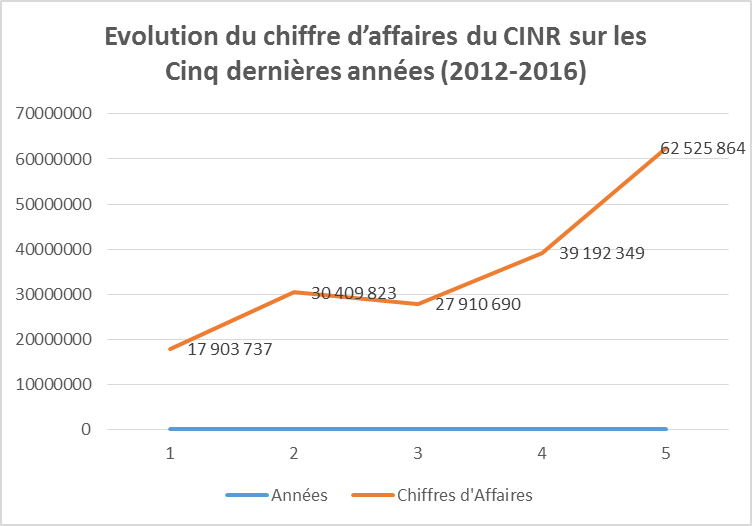 Evolution du chiffre d’affaires du CINR sur les
Cinq dernières années (2012-2016)
70000000
60000000
50000000
40000000
30000000
20000000
10000000
0
17 903 737
30 409 823
27 910 690
39 192 349
62 525 864
1 2 3 4 5
Années Chiffres d'Affaires